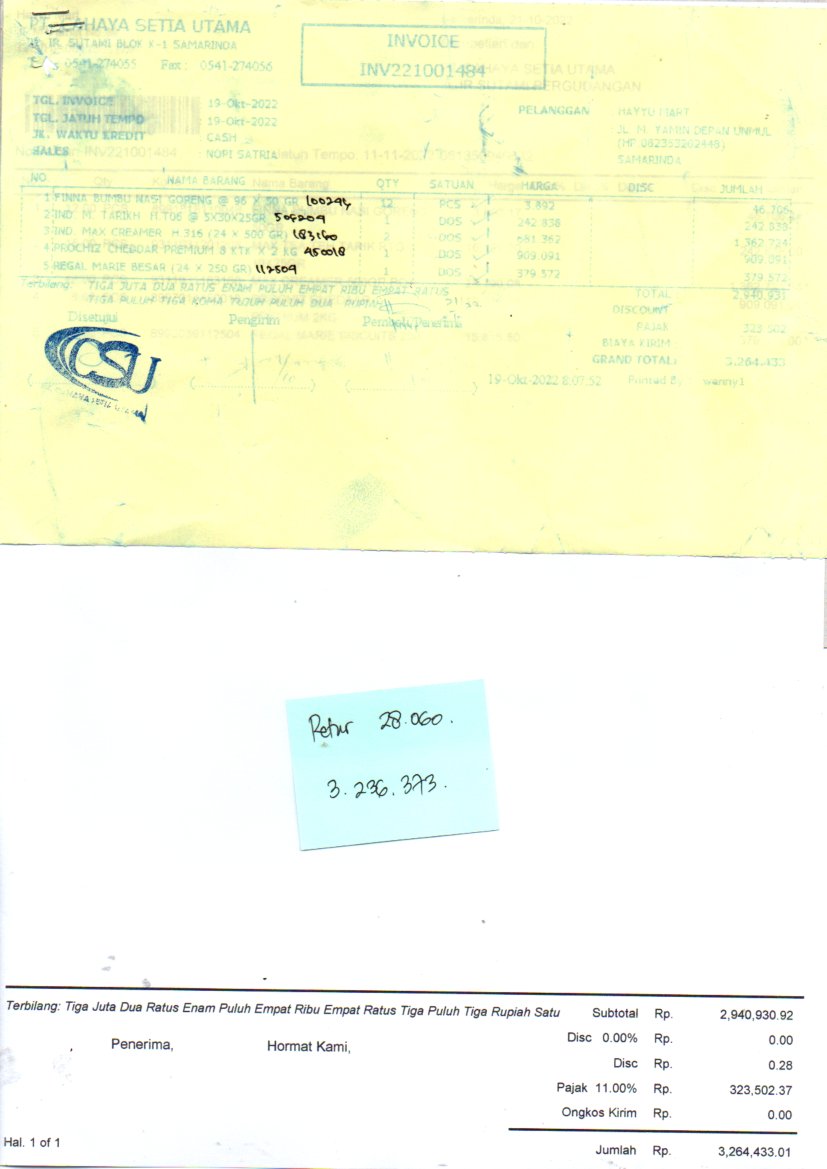 PT. CAHAYA SETIA UTAMA
JL. IR. SUTAMI BLOK K-1 SAMARINDA
0541-274055 Fax : 0541-274056
INVOICE
INV221001484
TGL. INVOICE 19-Okt-2022
TGL. JATUH TEMPO 19-Okt-2022
JK. WAKTU KREDIT CASH
SALES NOPI SATRIA
PELANGGAN MAYTU MART
JL. M. YAMIN DEPAN UNMUL
(HP 082353202448)
SAMARINDA
NO NAMA BARANG QTY SATUAN HARGA DISC JUMLAH
1 FINNA BUMBU NASI GORENG @ 96 X 50 GR 12 PCS 3.892 46.706
2 IND M. TARIKH H.T06 @ 5X30X25GR 508209 1 DOS 242.838 242.838
3 IND. MAX CREAMER H.316 (24 X 500 GR) 183160 2 DOS 681.362 1.362.724
4 PROCHIZ CHEDDAR PREMIUM 8 KTK X 2 KG 450018 1 DOS 909.091 909.091
5 REGAL MARIE BESAR (24 X 250 GR) 112504 1 DOS 379.572 379.572
Terbilang: TIGA JUTA DUA RATUS ENAM PULUH EMPAT RIBU EMPAT RATUS
TIGA PULUH TIGA KOMA TUJUH PULUH DUA RUPIAH
TOTAL 2.940.931
DISCOUNT
PAJAK 323.502
BIAYA KIRIM :
GRAND TOTAL: 3.264.433
Disetujui Pengirim Penerima
CSU
CAHAYA SETIA UTAMA
19-Okt-2022 8:07:52 Printed By : wanny1
Retur 28.060.
3.236.373.
Terbilang: Tiga Juta Dua Ratus Enam Puluh Empat Ribu Empat Ratus Tiga Puluh Tiga Rupiah Satu
Subtotal Rp. 2,940,930.92
Disc 0.00% Rp. 0.00
Penerima, Hormat Kami,
Disc Rp. 0.28
Pajak 11.00% Rp. 323,502.37
Ongkos Kirim Rp. 0.00
Hal. 1 of 1
Jumlah Rp. 3,264,433.01